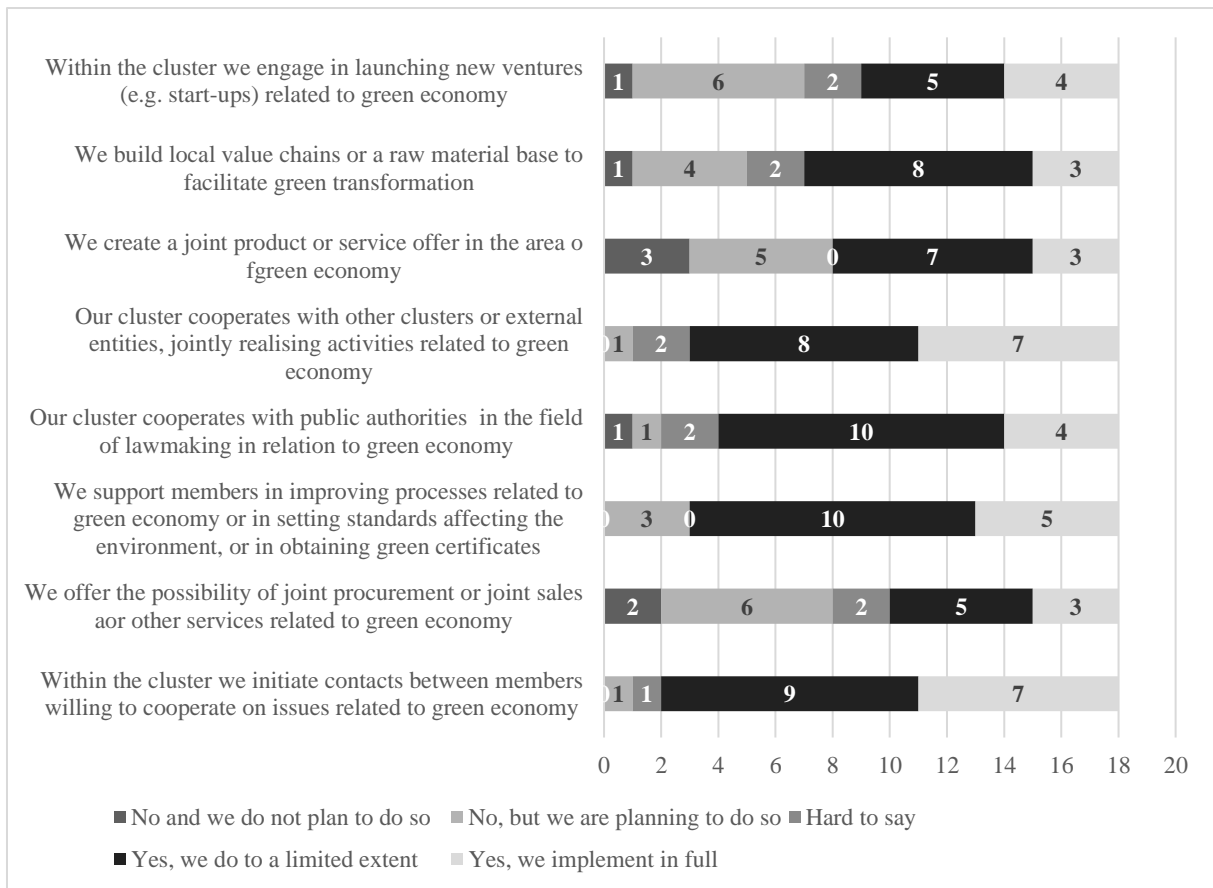 Within the cluster we engage in launching new ventures
(e.g. start-ups) related to green economy
1 6 2 5 4
We build local value chains or a raw material base to
facilitate green transformation
1 4 2 8 3
We create a joint product or service offer in the area o
fgreen economy
3 5 0 7 3
Our cluster cooperates with other clusters or external
entities, jointly realising activities related to green
economy
0 1 2 8 7
Our cluster cooperates with public authorities in the field
of lawmaking in relation to green economy
1 1 2 10 4
We support members in improving processes related to
green economy or in setting standards affecting the
environment, or in obtaining green certificates
0 3 0 10 5
We offer the possibility of joint procurement or joint sales
aor other services related to green economy
2 6 2 5 3
Within the cluster we initiate contacts between members
willing to cooperate on issues related to green economy
0 1 1 9 7
0 2 4 6 8 10 12 14 16 18 20
No and we do not plan to do so No, but we are planning to do so Hard to say
Yes, we do to a limited extent Yes, we implement in full